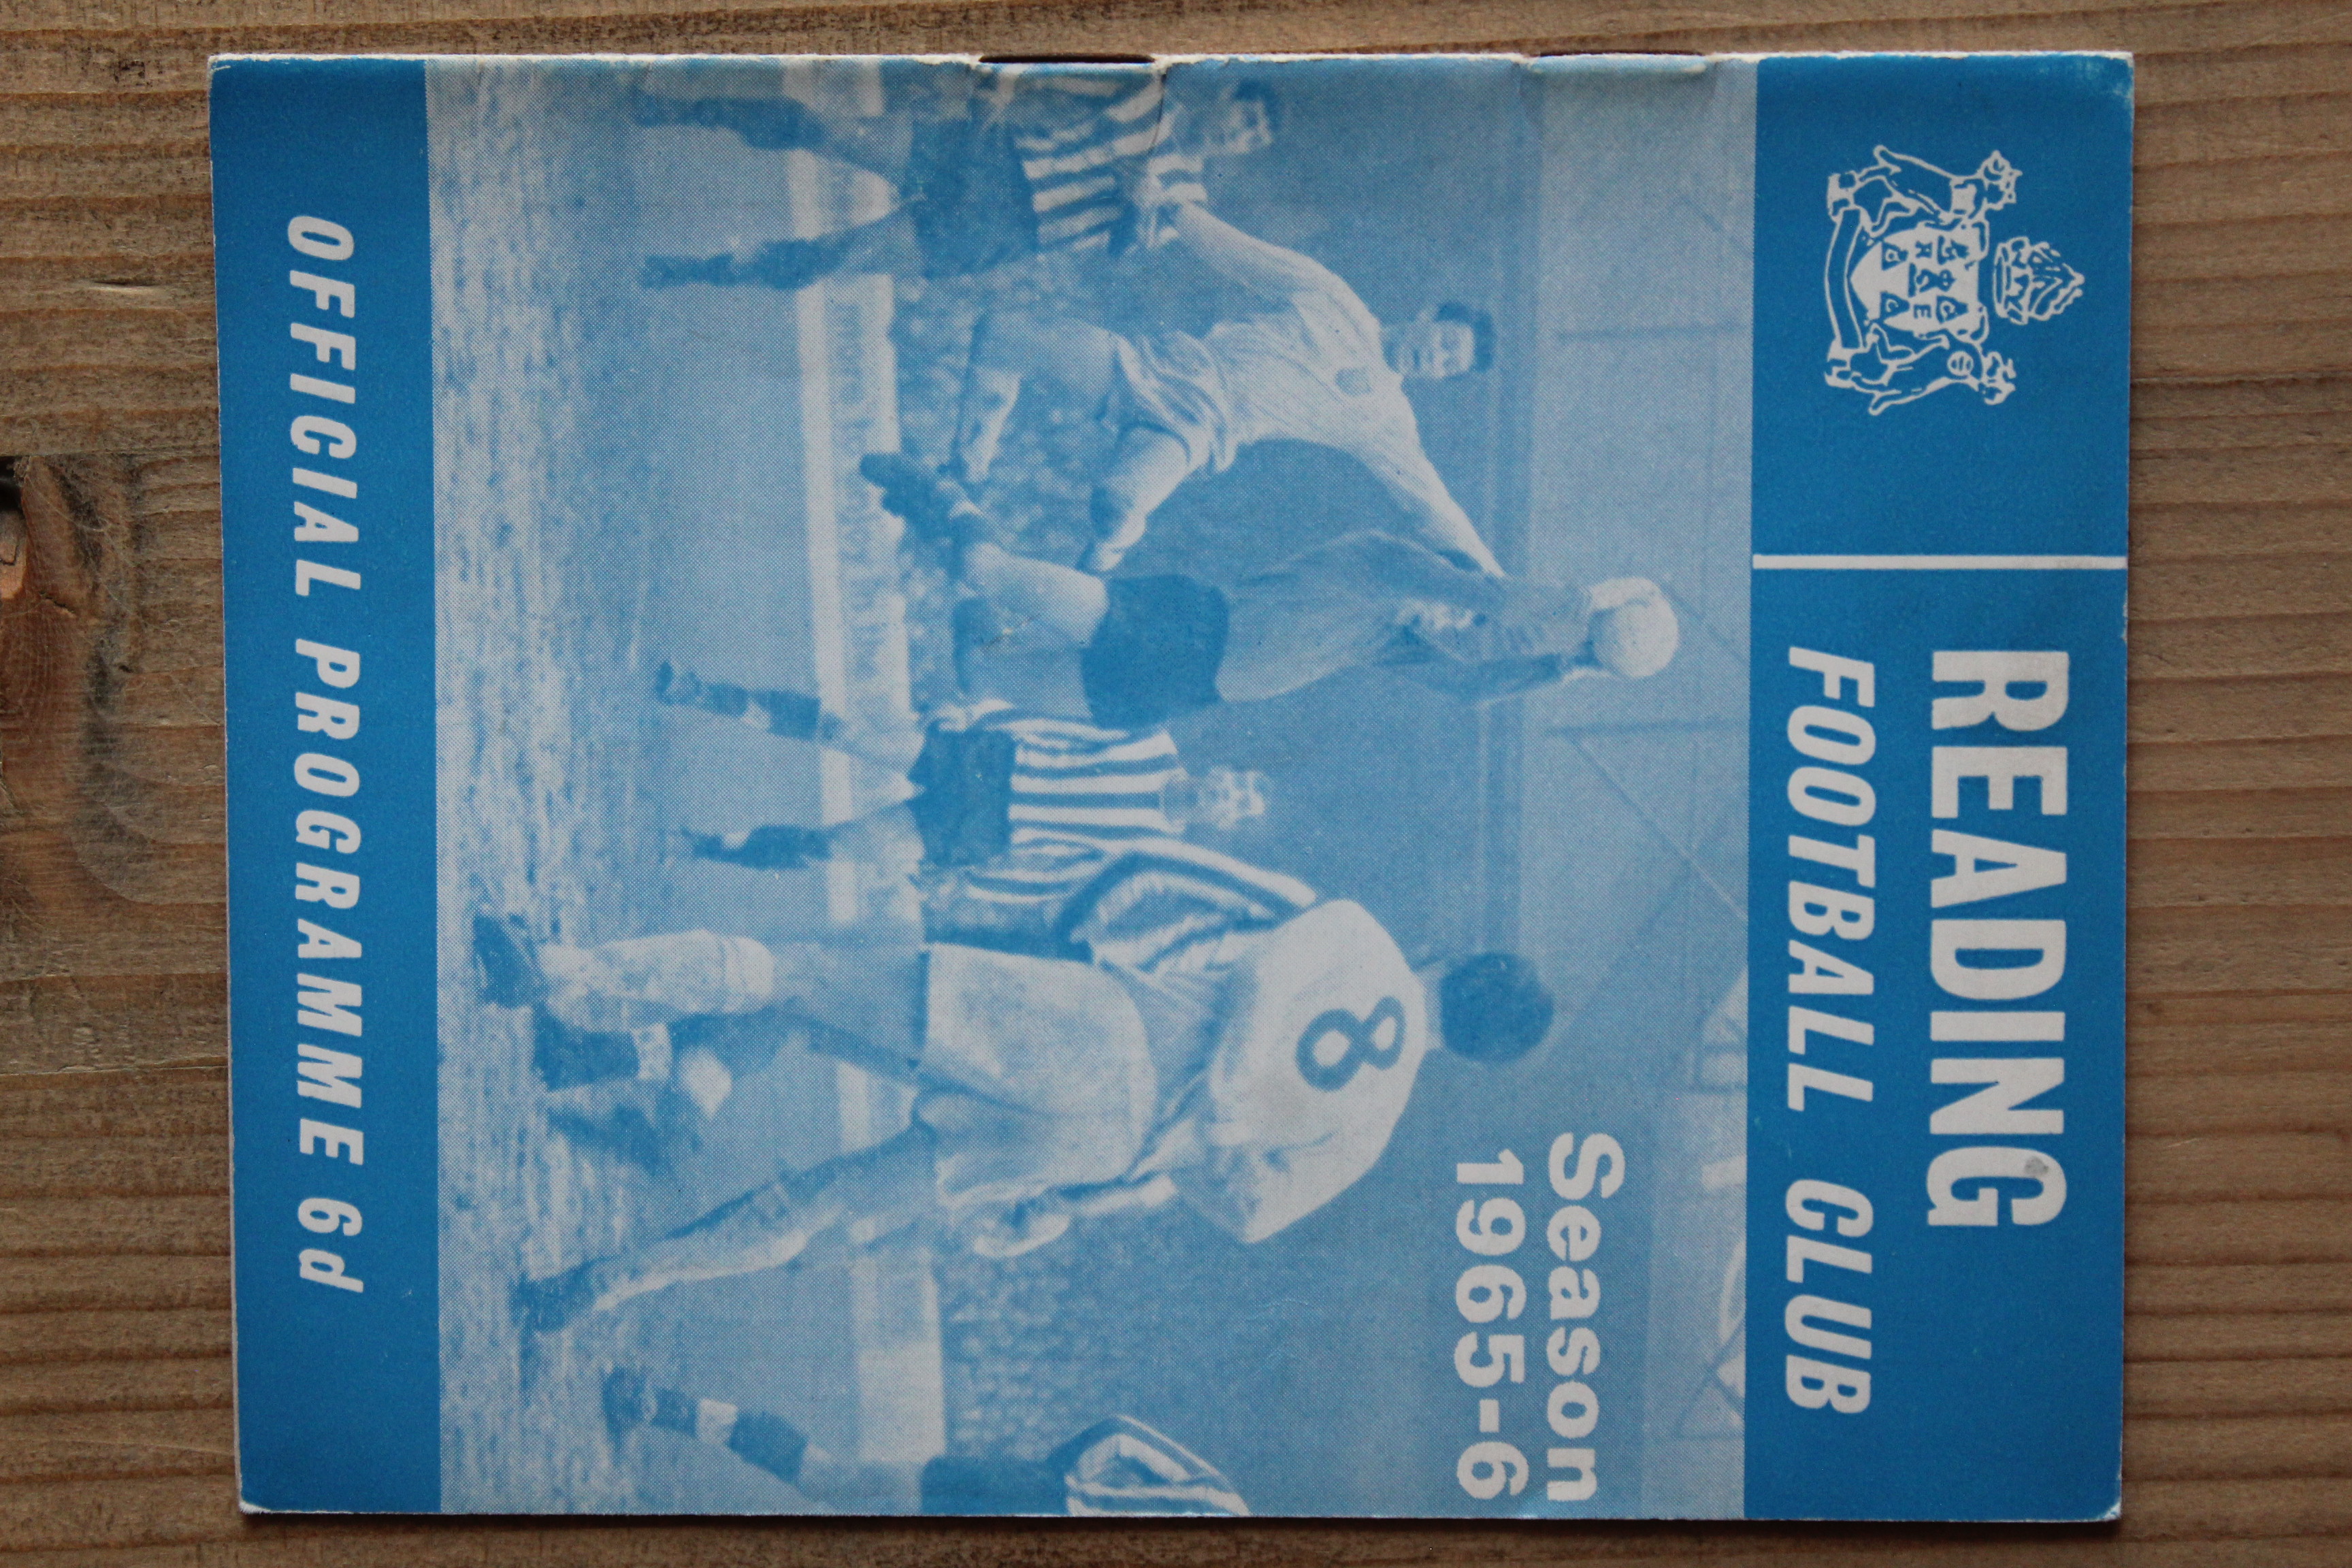 READING
FOOTBALL CLUB
Season
1965-6
8
OFFICIAL PROGRAMME 6d